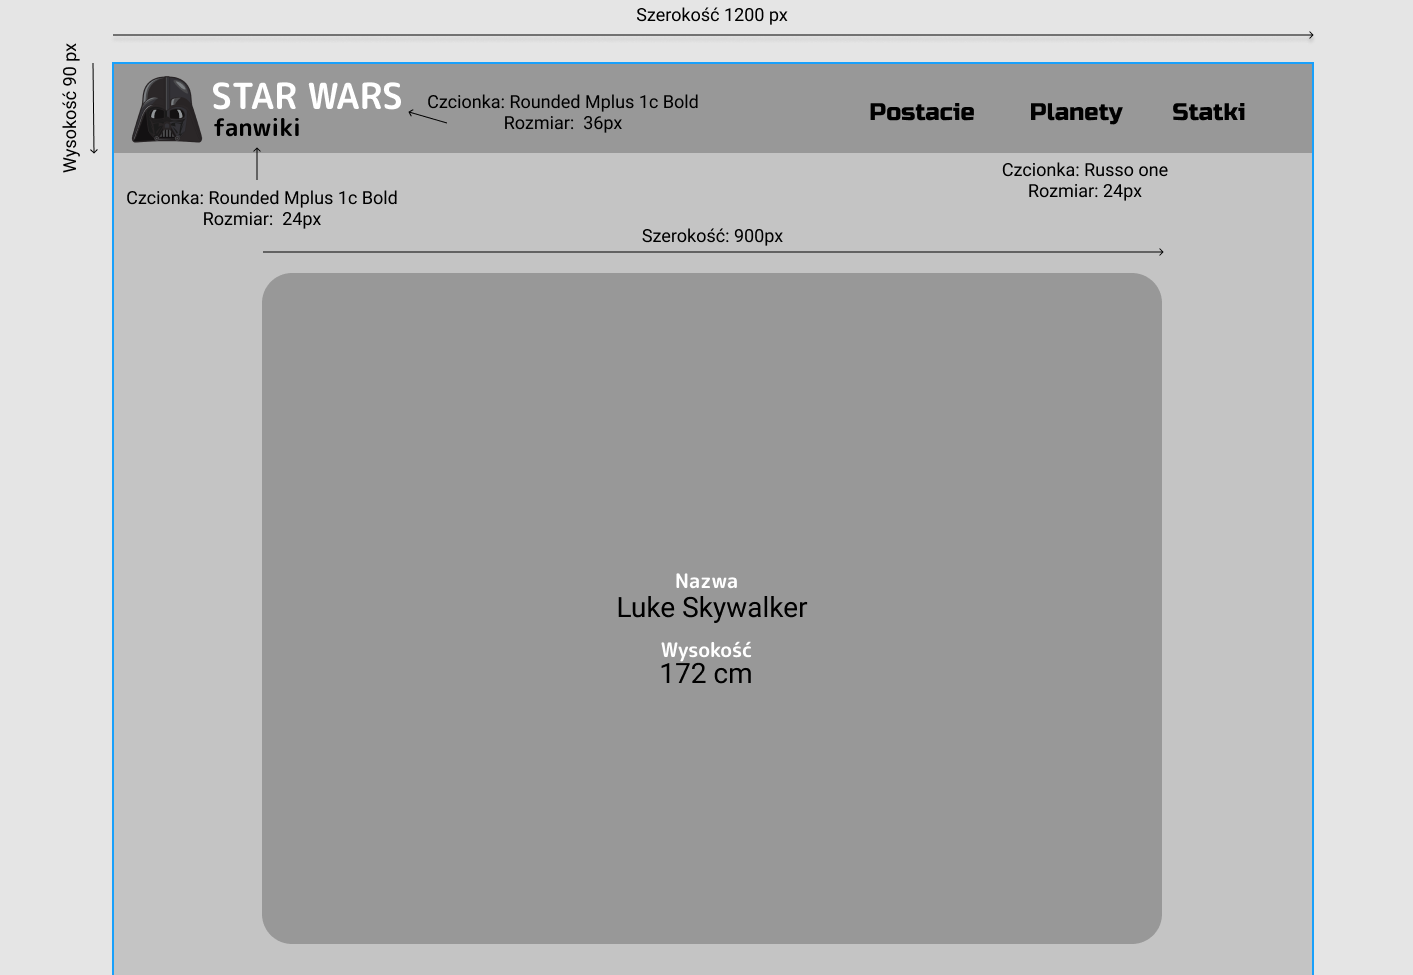 Szerokość 1200 px
Wysokość 90 px
STAR WARS
fanwiki
Czcionka: Rounded Mplus 1c Bold
Rozmiar: 36px
Postacie
Planety
Statki
Czcionka: Russo one
Rozmiar: 24px
Czcionka: Rounded Mplus 1c Bold
Rozmiar: 24px
Szerokość: 900px
Nazwa
Luke Skywalker
Wysokość
172 cm